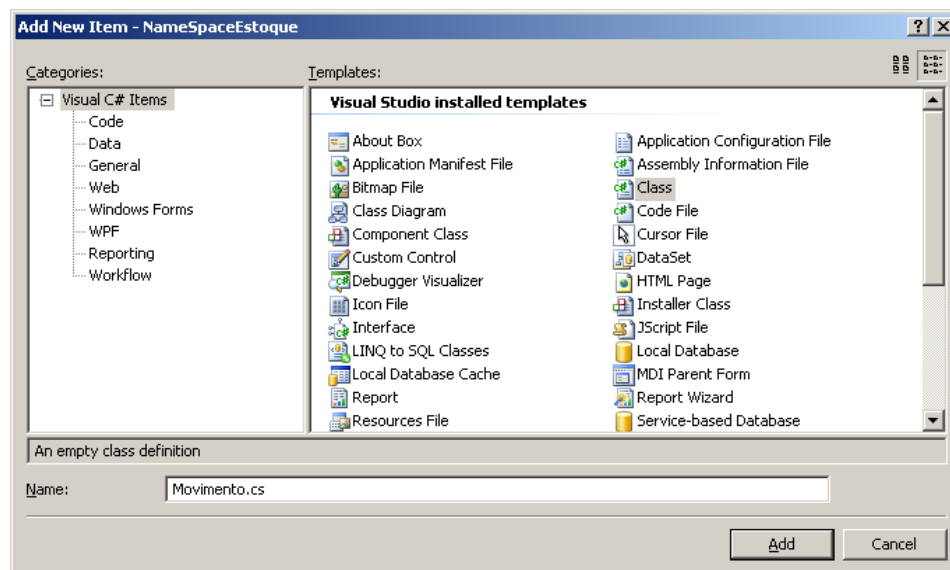 Add New Item - NameSpaceEstoque
Categories:
Templates:
Visual C# Items
Code
Data
General
Web
Windows Forms
WPF
Reporting
Workflow
Visual Studio installed templates
About Box
Application Manifest File
Bitmap File
Class Diagram
Component Class
Custom Control
Debugger Visualizer
Icon File
Interface
LINQ to SQL Classes
Local Database Cache
Report
Resources File
Application Configuration File
Assembly Information File
Class
Code File
Cursor File
DataSet
HTML Page
Installer Class
JScript File
Local Database
MDI Parent Form
Report Wizard
Service-based Database
An empty class definition
Name:
Movimento.cs
Add
Cancel